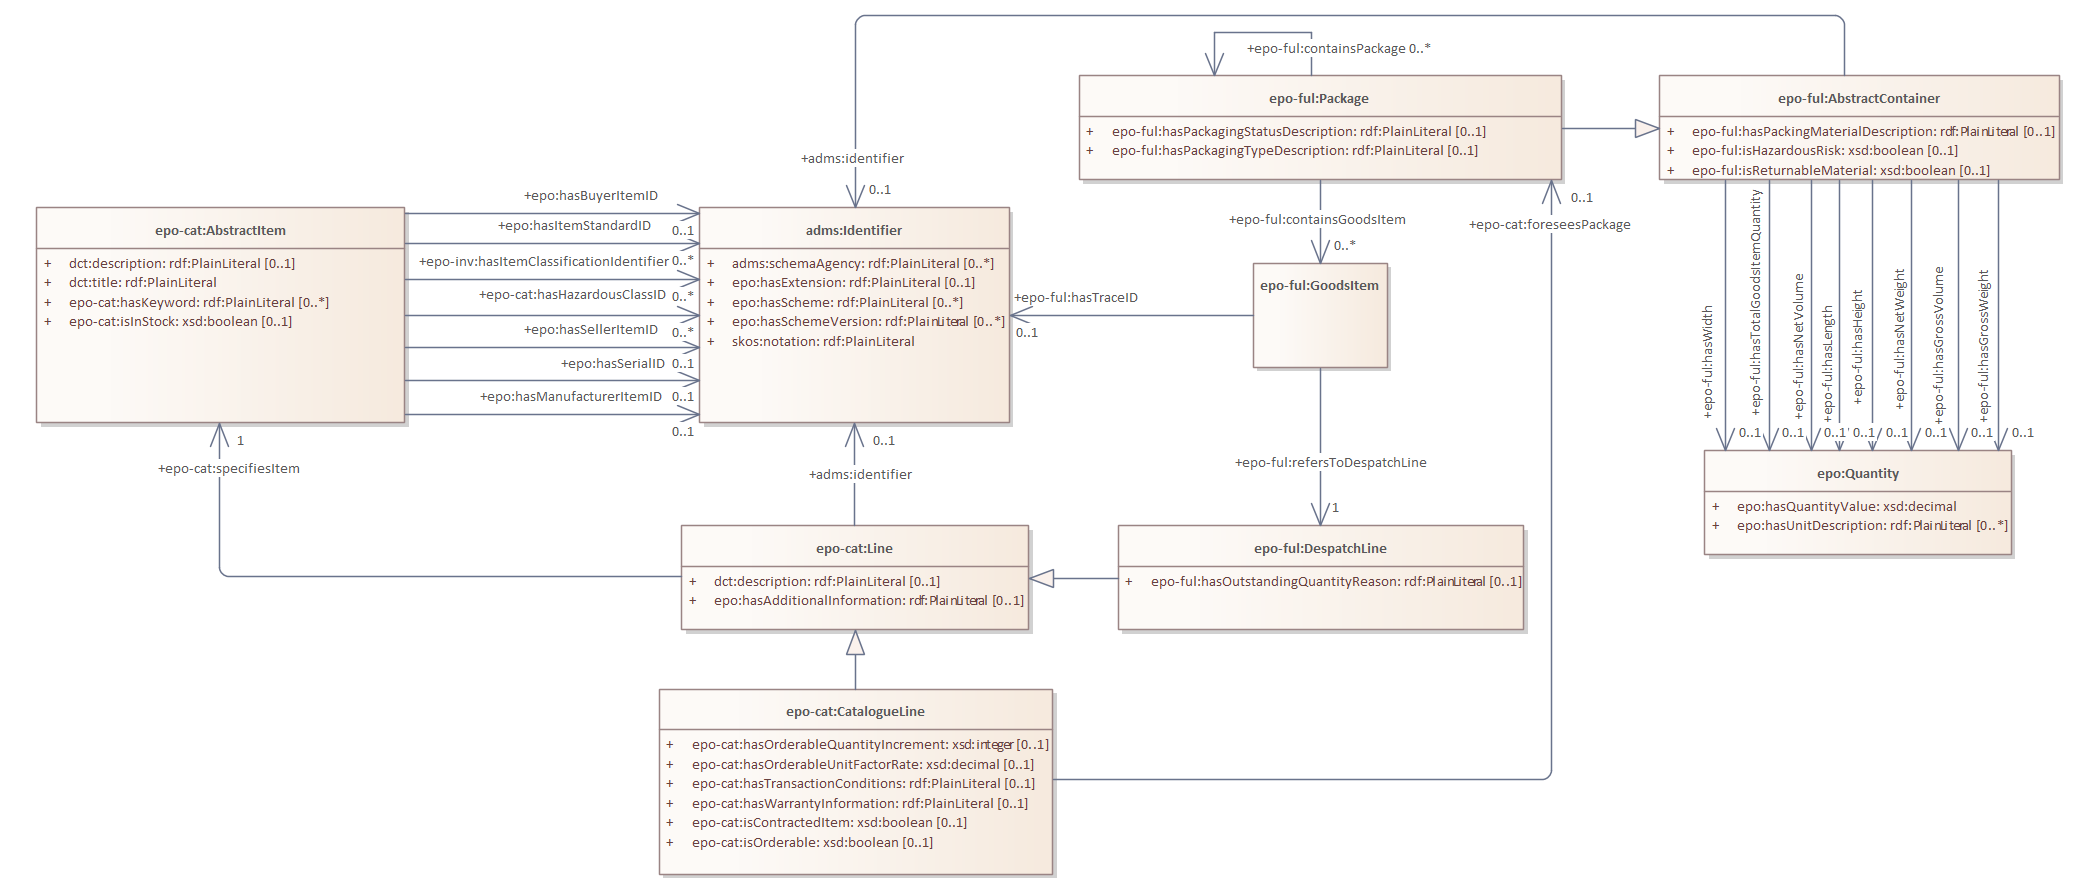 +epo-ful:containsPackage 0..*
epo-ful:Package
+ epo-ful:hasPackagingStatusDescription: rdf:PlainLiteral [0..1]
+ epo-ful:hasPackagingTypeDescription: rdf:PlainLiteral [0..1]
epo-ful:AbstractContainer
+ epo-ful:hasPackingMaterialDescription: rdf:PlainLiteral [0..1]
+ epo-ful:isHazardousRisk: xsd:boolean [0..1]
+ epo-ful:isReturnableMaterial: xsd:boolean [0..1]
+adms:identifier
0..1
+epo-ful:containsGoodsItem
0..*
0..1
+epo-cat:foreseesPackage
epo-cat:AbstractItem
+ dct:description: rdf:PlainLiteral [0..1]
+ dct:title: rdf:PlainLiteral
+ epo-cat:hasKeyword: rdf:PlainLiteral [0..*]
+ epo-cat:isInStock: xsd:boolean [0..1]
+epo:hasBuyerItemID
0..1
+epo:hasItemStandardID
0..*
+epo-inv:hasItemClassificationIdentifier
0..*
+epo-cat:hasHazardousClassID
0..*
+epo:hasSellerItemID
0..1
+epo:hasSerialID
0..1
+epo:hasManufacturerItemID
0..1
adms:Identifier
+ adms:schemaAgency: rdf:PlainLiteral [0..*]
+ epo:hasExtension: rdf:PlainLiteral [0..1]
+ epo:hasScheme: rdf:PlainLiteral [0..*]
+ epo:hasSchemeVersion: rdf:PlainLiteral [0..*]
+ skos:notation: rdf:PlainLiteral
+epo-ful:hasTraceID
0..1
epo-ful:GoodsItem
+epo-ful:hasWidth
0..1
+epo-ful:hasTotalGoodsItemQuantity
0..1
+epo-ful:hasNetVolume
0..1
+epo-ful:hasLength
0..1
+epo-ful:hasHeight
0..1
+epo-ful:hasNetWeight
0..1
+epo-ful:hasGrossVolume
0..1
+epo-ful:hasGrossWeight
0..1
epo:Quantity
+ epo:hasQuantityValue: xsd:decimal
+ epo:hasUnitDescription: rdf:PlainLiteral [0..*]
1
+epo-cat:specifiesItem
0..1
+adms:identifier
+epo-ful:refersToDespatchLine
1
epo-cat:Line
+ dct:description: rdf:PlainLiteral [0..1]
+ epo:hasAdditionalInformation: rdf:PlainLiteral [0..1]
epo-ful:DespatchLine
+ epo-ful:hasOutstandingQuantityReason: rdf:PlainLiteral [0..1]
epo-cat:CatalogueLine
+ epo-cat:hasOrderableQuantityIncrement: xsd:integer [0..1]
+ epo-cat:hasOrderableUnitFactorRate: xsd:decimal [0..1]
+ epo-cat:hasTransactionConditions: rdf:PlainLiteral [0..1]
+ epo-cat:hasWarrantyInformation: rdf:PlainLiteral [0..1]
+ epo-cat:isContractedItem: xsd:boolean [0..1]
+ epo-cat:isOrderable: xsd:boolean [0..1]